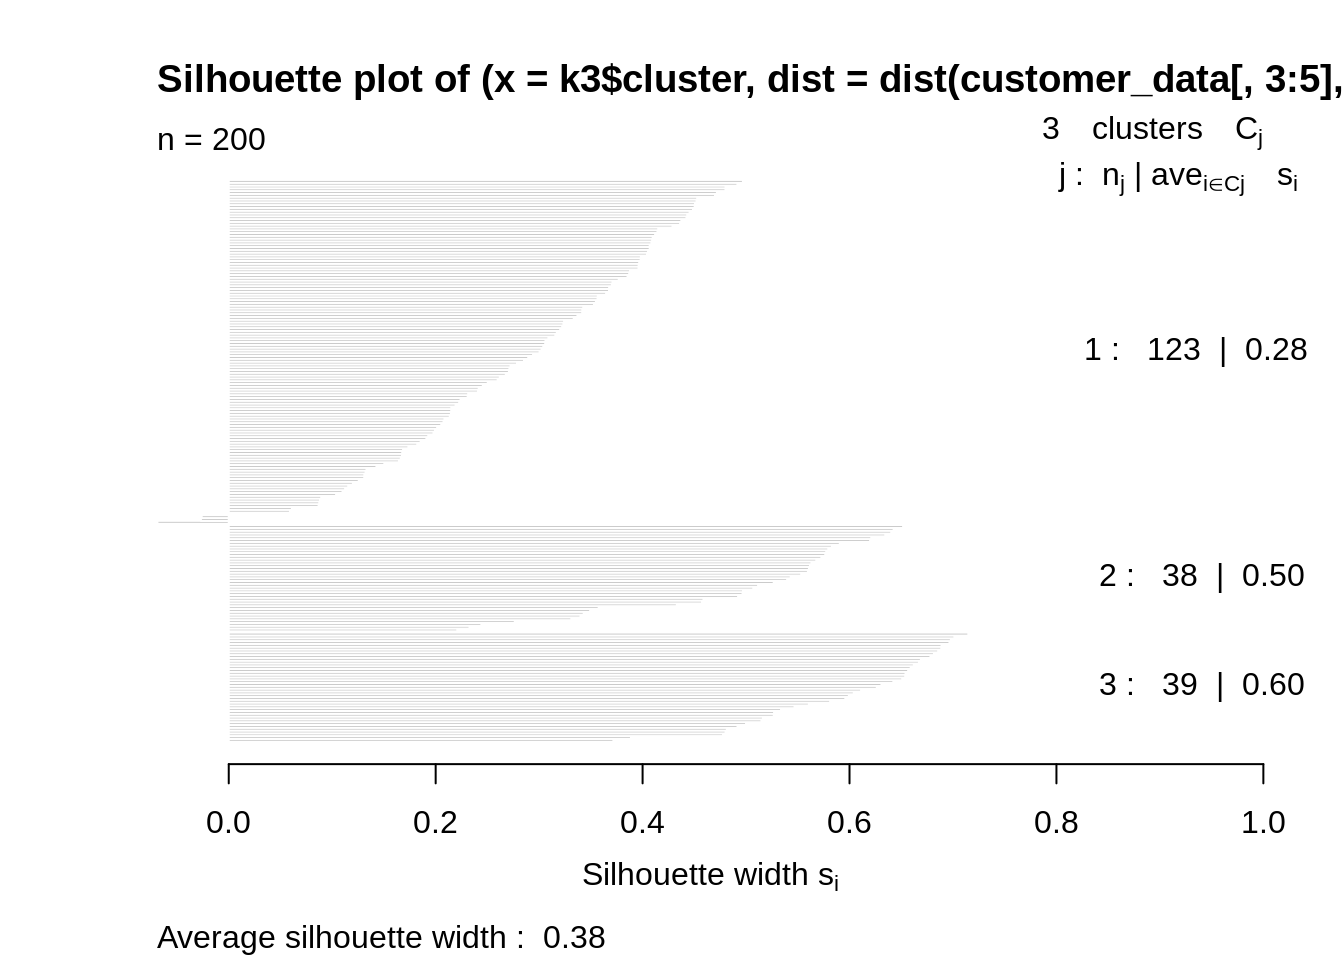 Silhouette plot of (x = k3$cluster, dist = dist(customer_data[, 3:5],
n = 200
3 clusters Cj
j : nj | avei∈Cj si
1 : 123 | 0.28
2 : 38 | 0.50
3 : 39 | 0.60
0.0 0.2 0.4 0.6 0.8 1.0
Silhouette width si
Average silhouette width : 0.38